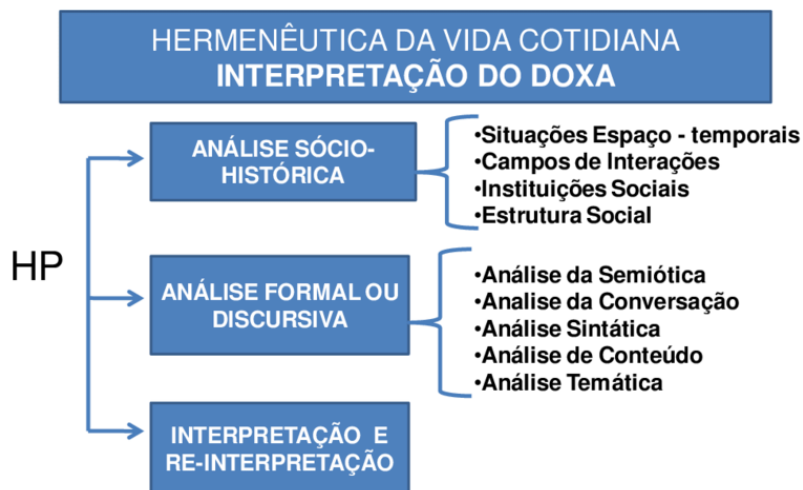 HERMENÊUTICA DA VIDA COTIDIANA
INTERPRETAÇÃO DO DOXA
HP
ANÁLISE SÓCIO-
HISTÓRICA
•Situações Espaço - temporais
•Campos de Interações
•Instituições Sociais
•Estrutura Social
ANÁLISE FORMAL OU
DISCURSIVA
•Análise da Semiótica
•Analise da Conversação
•Análise Sintática
•Análise de Conteúdo
•Análise Temática
INTERPRETAÇÃO E
RE-INTERPRETAÇÃO